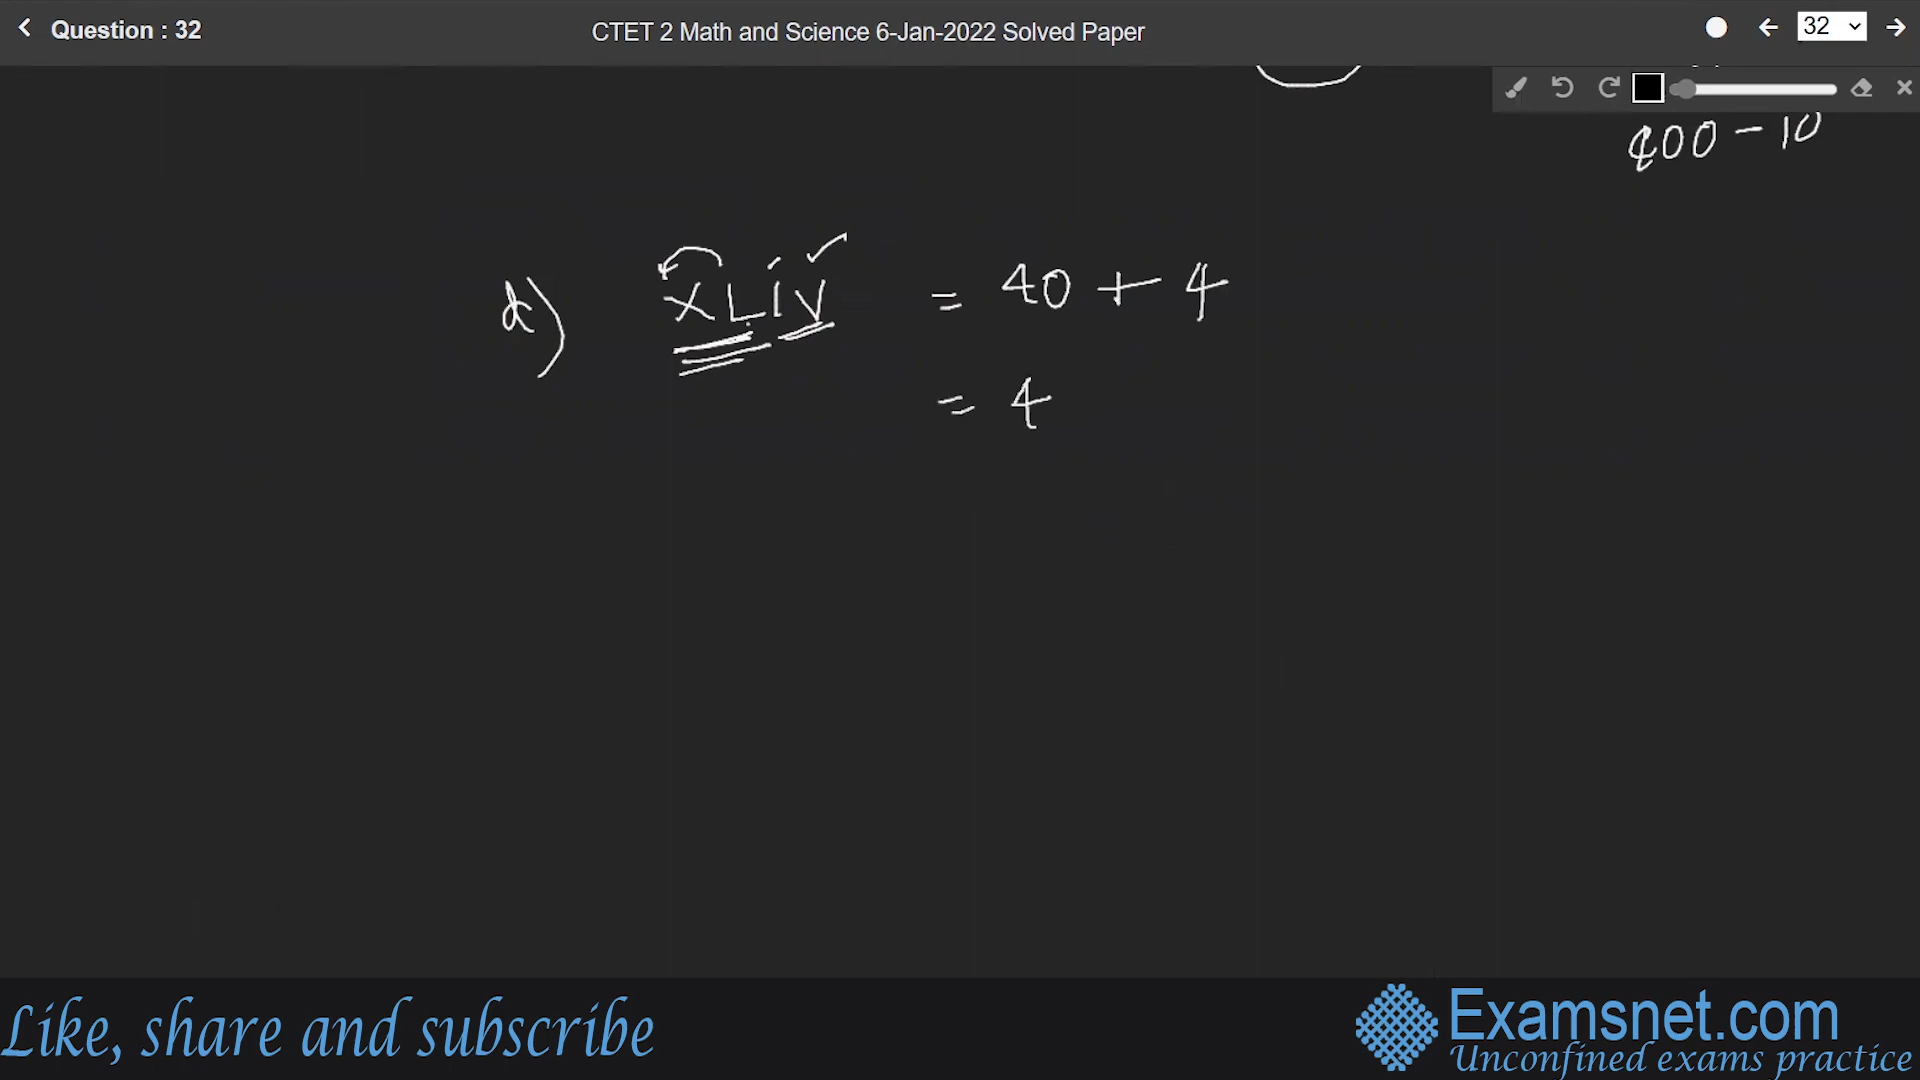 Question : 32
CTET 2 Math and Science 6-Jan-2022 Solved Paper
32
400 - 10
d) XLIV = 40 + 4
= 4
Like, share and subscribe
Examsnet.com
Unconfined exams practice